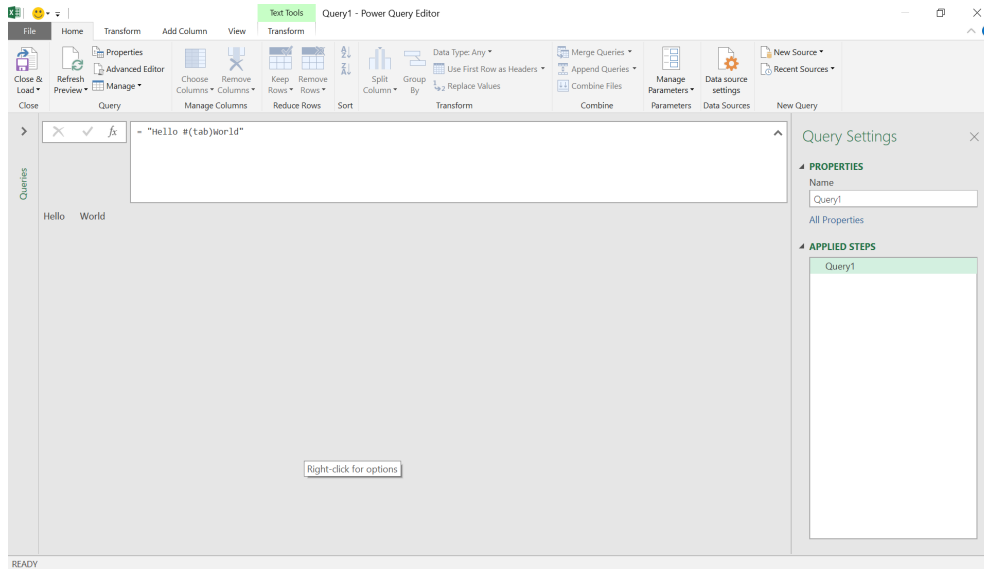 Text Tools Query1 - Power Query Editor
File Home Transform Add Column View Transform
Close & Load
Refresh Preview
Properties
Advanced Editor
Manage
Choose Columns
Remove Columns
Keep Rows
Remove Rows
A Z
Z A
Split Column
Group By
Data Type: Any
Use First Row as Headers
1 2 Replace Values
Merge Queries
Append Queries
Combine Files
Manage Parameters
Data source settings
New Source
Recent Sources
Close Query Manage Columns Reduce Rows Sort Transform Combine Parameters Data Sources New Query
fx = "Hello #(tab)World"
Queries
Hello World
Right-click for options
Query Settings
PROPERTIES
Name
Query1
All Properties
APPLIED STEPS
Query1
READY